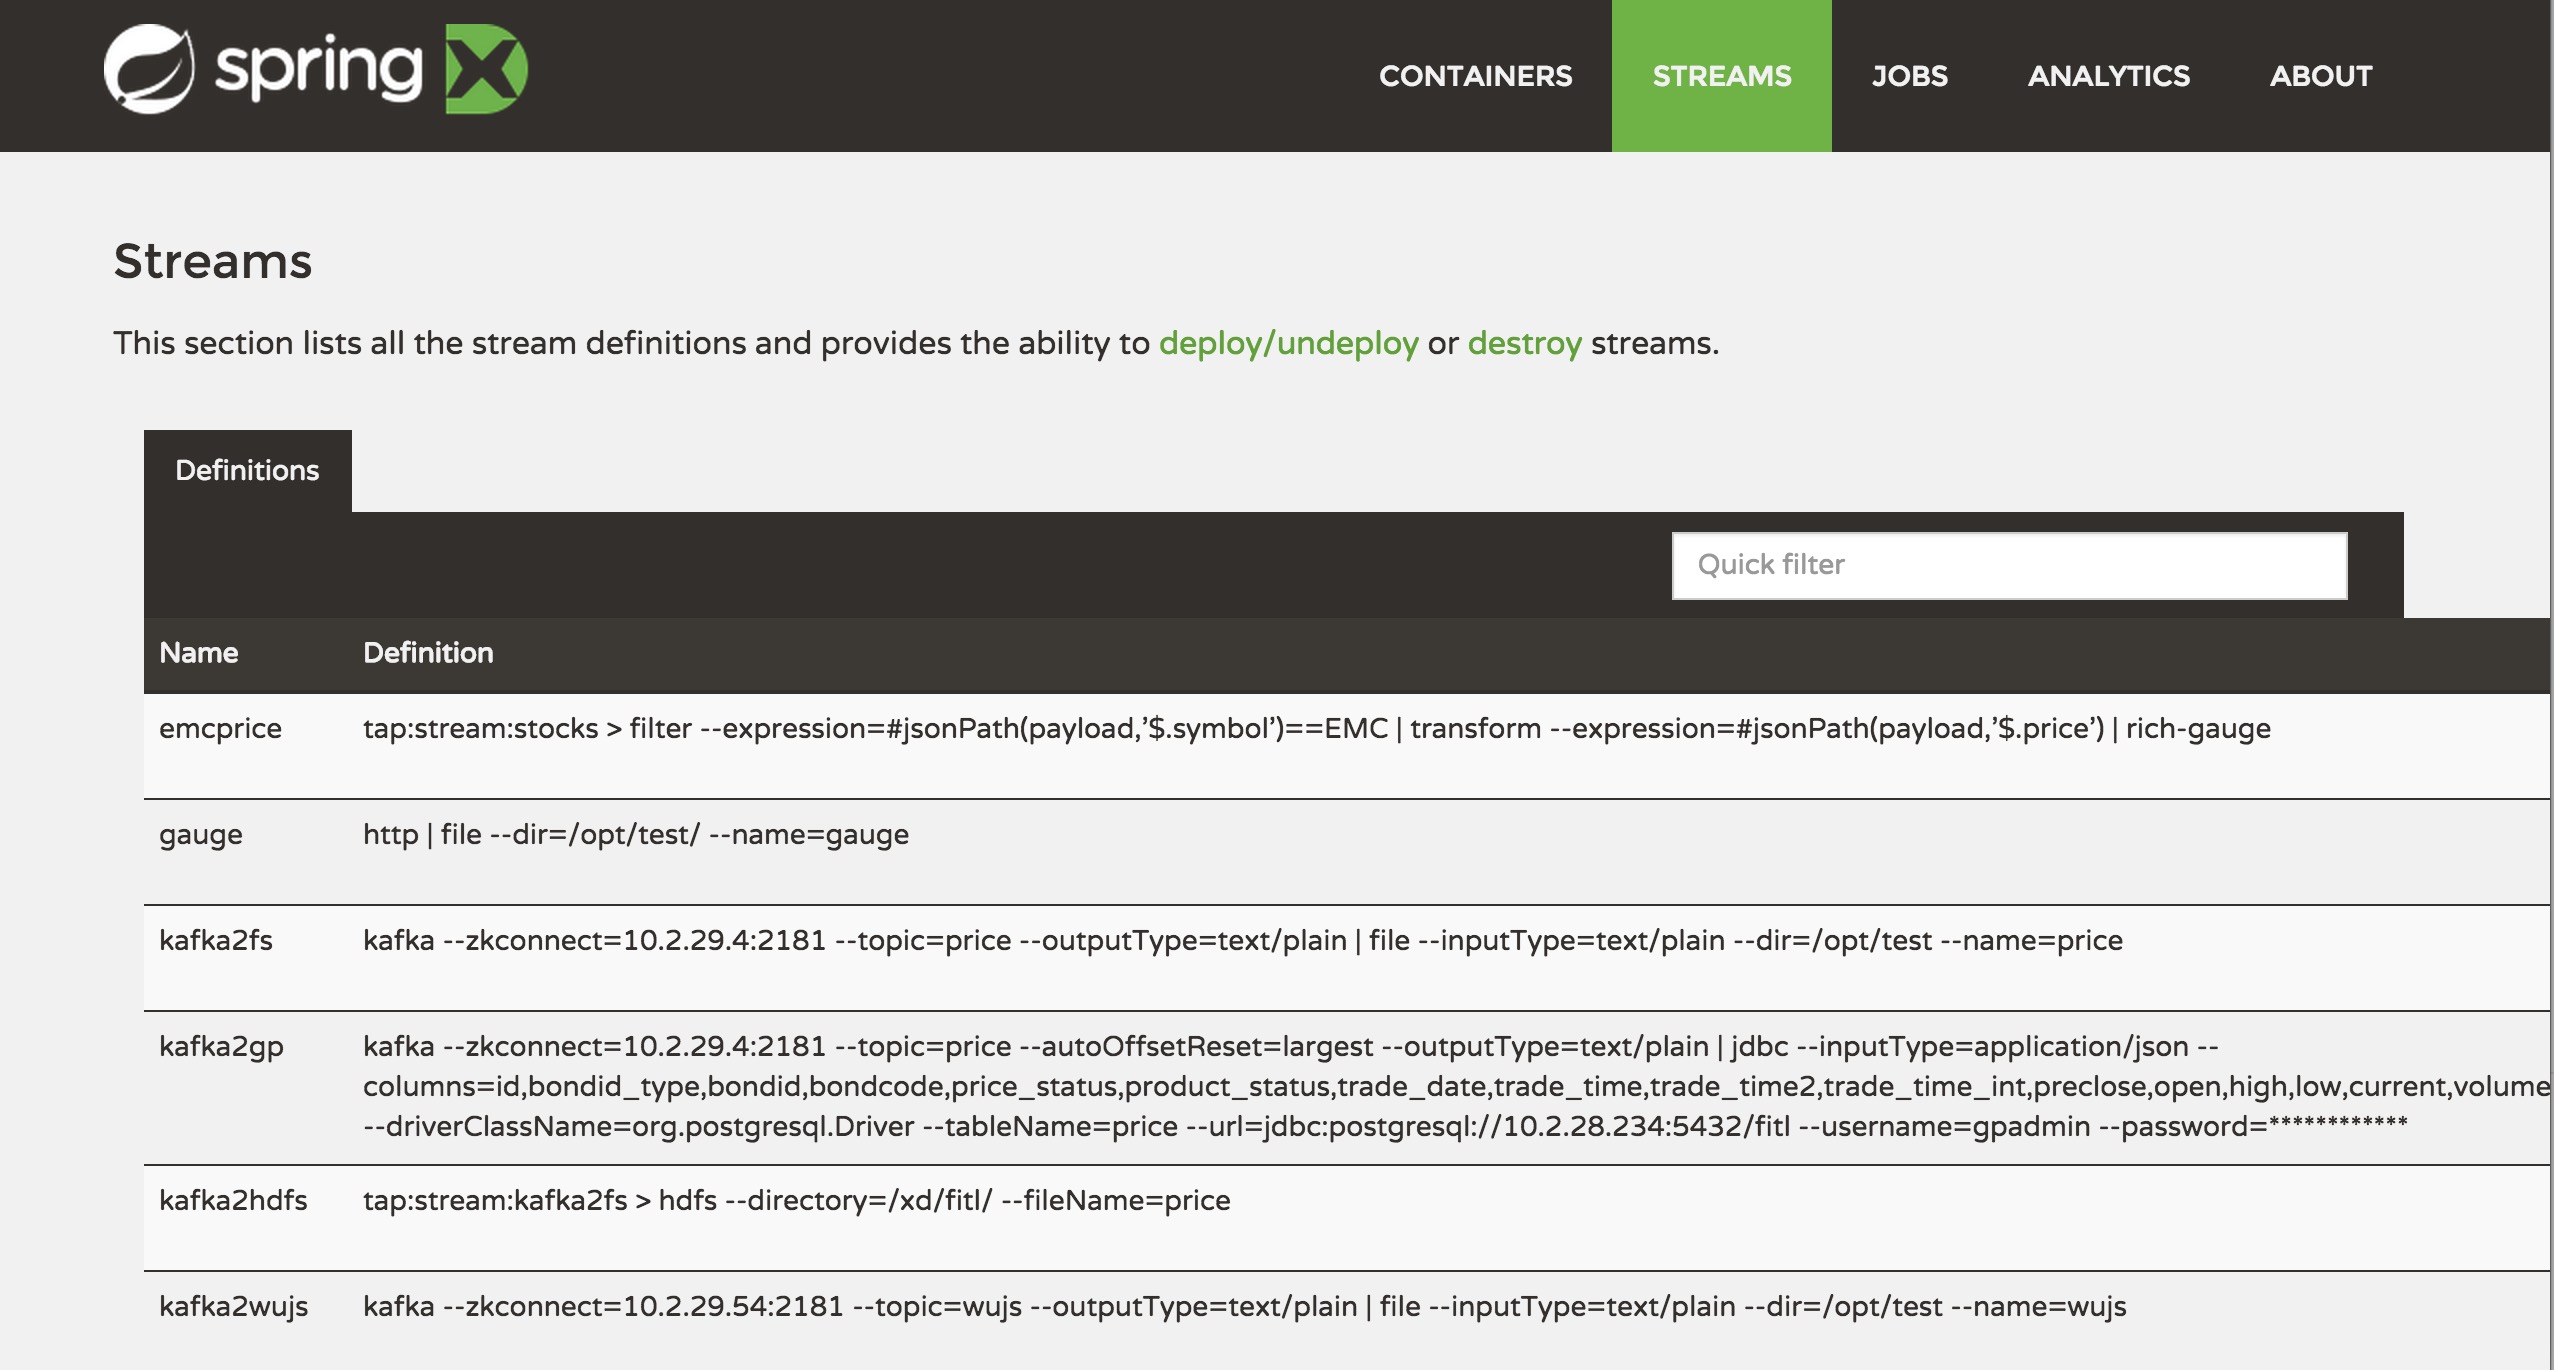 spring XD
CONTAINERS STREAMS JOBS ANALYTICS ABOUT
Streams
This section lists all the stream definitions and provides the ability to deploy/undeploy or destroy streams.
Definitions
Quick filter
Name Definition
emcprice tap:stream:stocks > filter --expression=#jsonPath(payload,’$.symbol’)==EMC | transform --expression=#jsonPath(payload,’$.price’) | rich-gauge
gauge http | file --dir=/opt/test/ --name=gauge
kafka2fs kafka --zkconnect=10.2.29.4:2181 --topic=price --outputType=text/plain | file --inputType=text/plain --dir=/opt/test --name=price
kafka2gp kafka --zkconnect=10.2.29.4:2181 --topic=price --autoOffsetReset=largest --outputType=text/plain | jdbc --inputType=application/json --
columns=id,bondid_type,bondid,bondcode,price_status,product_status,trade_date,trade_time,trade_time2,trade_time_int,preclose,open,high,low,current,volume
--driverClassName=org.postgresql.Driver --tableName=price --url=jdbc:postgresql://10.2.28.234:5432/fitl --username=gpadmin --password=************
kafka2hdfs tap:stream:kafka2fs > hdfs --directory=/xd/fitl/ --fileName=price
kafka2wujs kafka --zkconnect=10.2.29.54:2181 --topic=wujs --outputType=text/plain | file --inputType=text/plain --dir=/opt/test --name=wujs